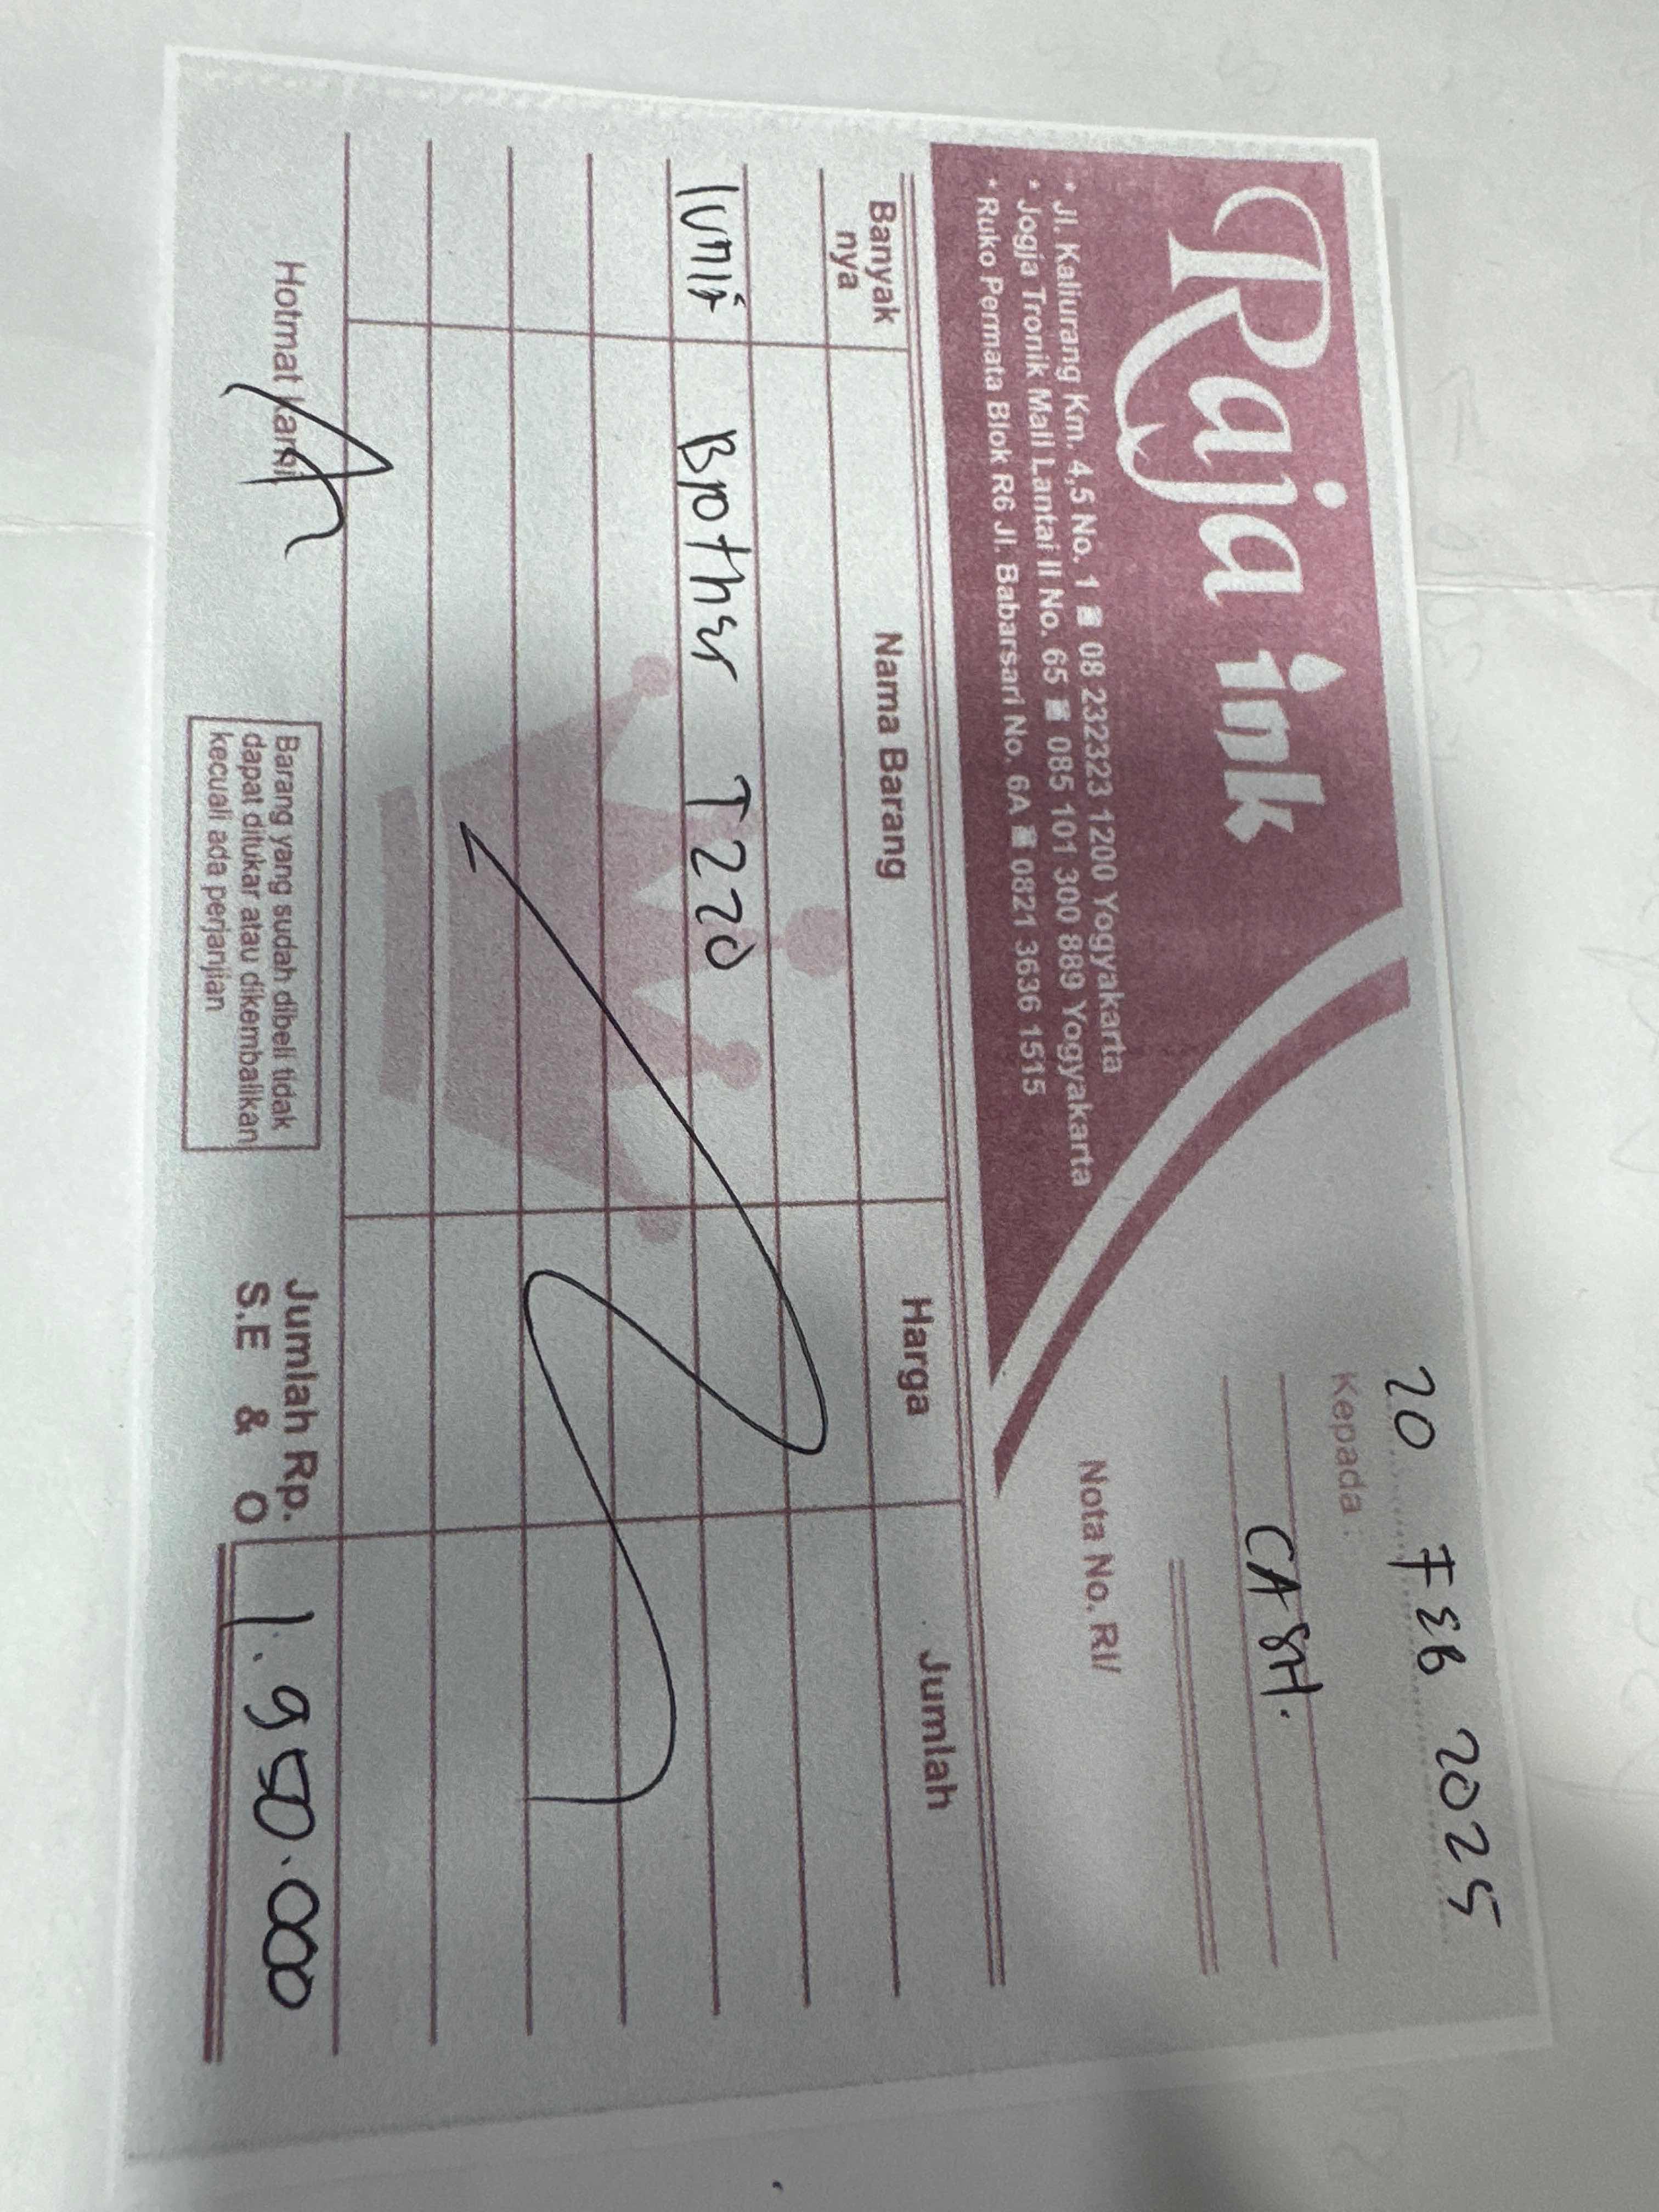 Raja ink
* Jl. Kaliurang Km. 4,5 No. 1 08 232323 1200 Yogyakarta
* Jogja Tronik Mall Lantai II No. 65 085 101 300 889 Yogyakarta
* Ruko Permata Blok R6 Jl. Babarsari No. 6A 0821 3636 1515
20 FEB 2025
Kepada :
CASH.
Nota No. RI/
Banyak nya Nama Barang Harga Jumlah
1 unit Brother T220
Hotmat kami
Barang yang sudah dibeli tidak
dapat ditukar atau dikembalikan
kecuali ada perjanjian
Jumlah Rp. 1.950.000
S.E & O